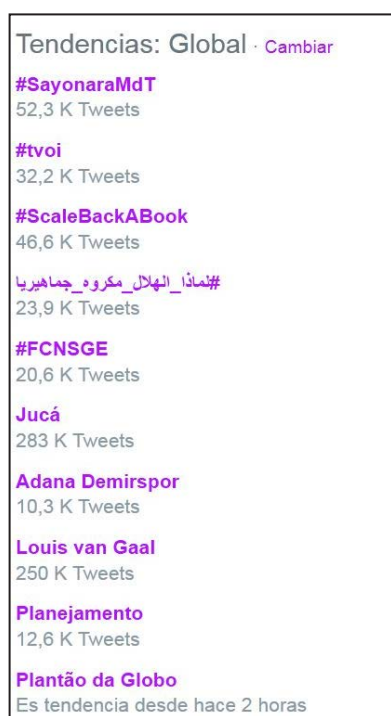 Tendencias: Global · Cambiar
#SayonaraMdT
52,3 K Tweets
#tvoi
32,2 K Tweets
#ScaleBackABook
46,6 K Tweets
#لماذا_الهلال_مكروه_جماهيريا
23,9 K Tweets
#FCNSGE
20,6 K Tweets
Jucá
283 K Tweets
Adana Demirspor
10,3 K Tweets
Louis van Gaal
250 K Tweets
Planejamento
12,6 K Tweets
Plantão da Globo
Es tendencia desde hace 2 horas